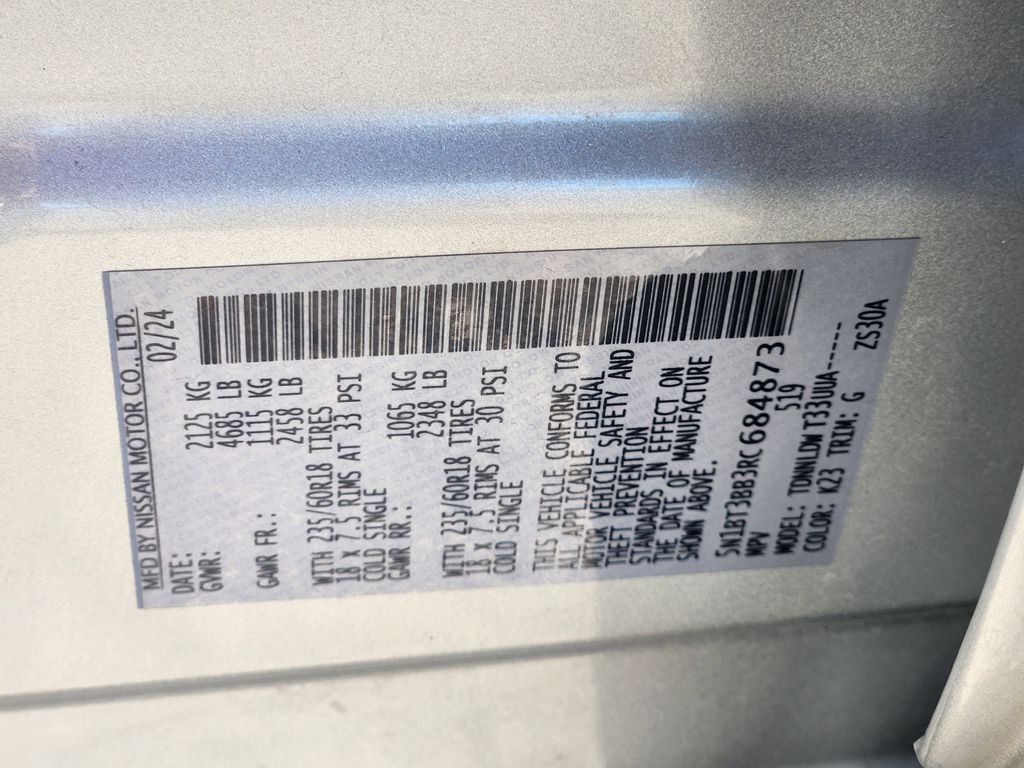 MFD BY NISSAN MOTOR CO., LTD.
DATE: 02/24
GVWR: 2125 KG
4685 LB
GAWR FR.: 1115 KG
2458 LB
WITH 235/60R18 TIRES
18 X 7.5 RIMS AT 33 PSI
COLD SINGLE
GAWR RR.: 1065 KG
2348 LB
WITH 235/60R18 TIRES
18 X 7.5 RIMS AT 30 PSI
COLD SINGLE
THIS VEHICLE CONFORMS TO
ALL APPLICABLE FEDERAL
MOTOR VEHICLE SAFETY AND
THEFT PREVENTION
STANDARDS IN EFFECT ON
THE DATE OF MANUFACTURE
SHOWN ABOVE.
5N1BT3BB3RC684873
MPV 519
MODEL: TDNNLDW T33UUA-----
COLOR: K23 TRIM: G ZS30A